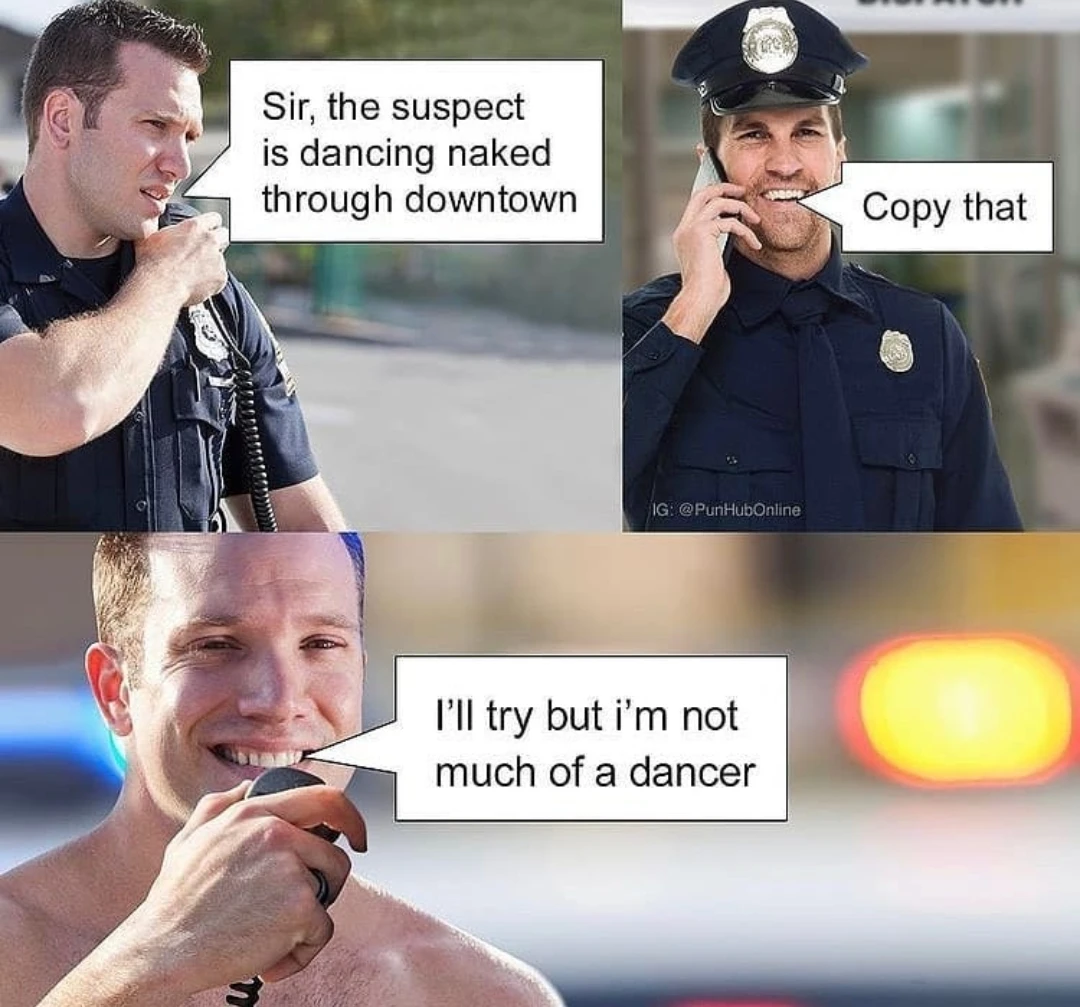 Sir, the suspect
is dancing naked
through downtown
Copy that
IG: @PunHubOnline
I'll try but i'm not
much of a dancer